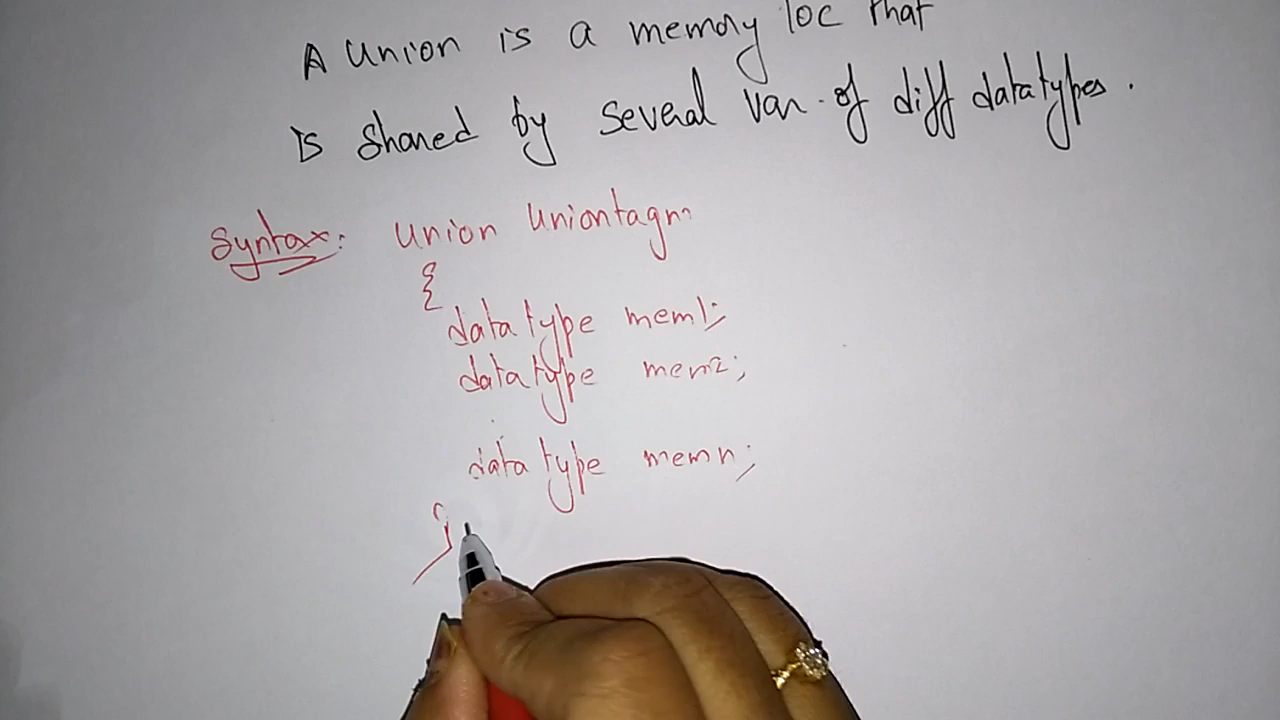 A union is a memory loc that
is shared by several var. of diff datatypes.
Syntax: union Uniontagn
{
datatype mem1;
datatype mem2;
datatype memn;
}